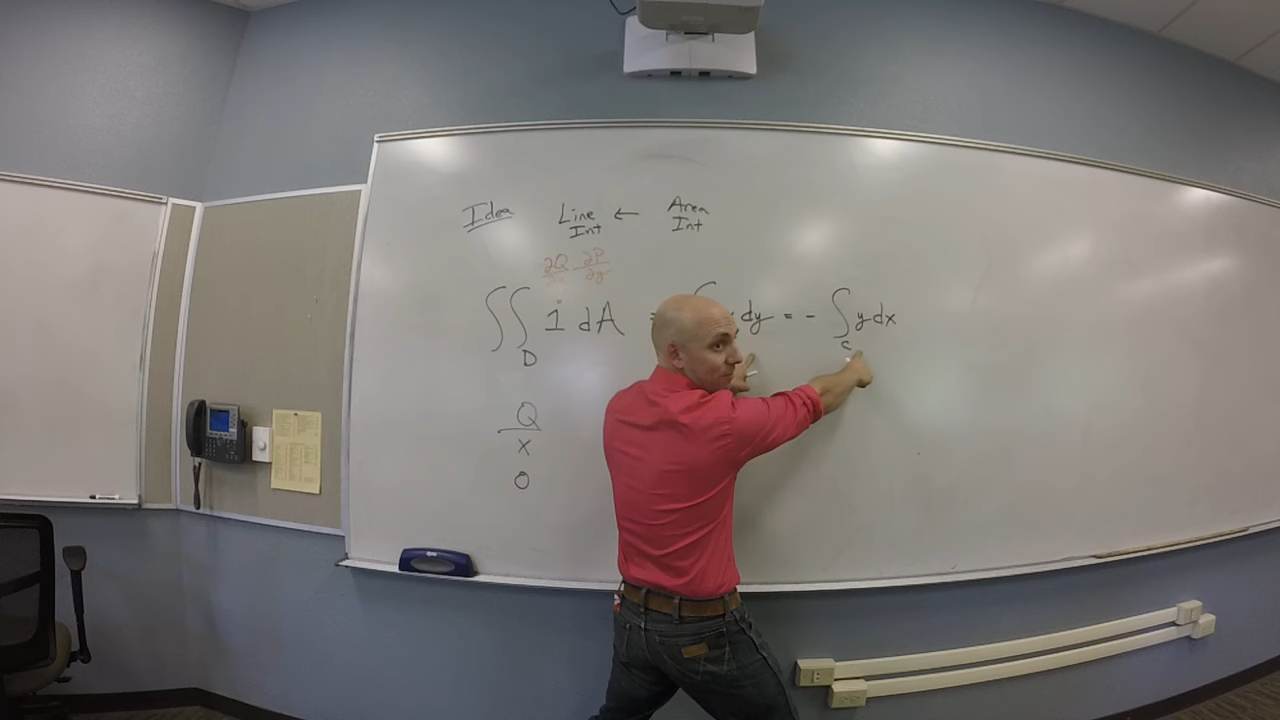 Idea Line Int ← Area Int
∂Q/∂x - ∂P/∂y
∬ 1 dA = ∫ dy = - ∫ y dx
D C
Q
x
0